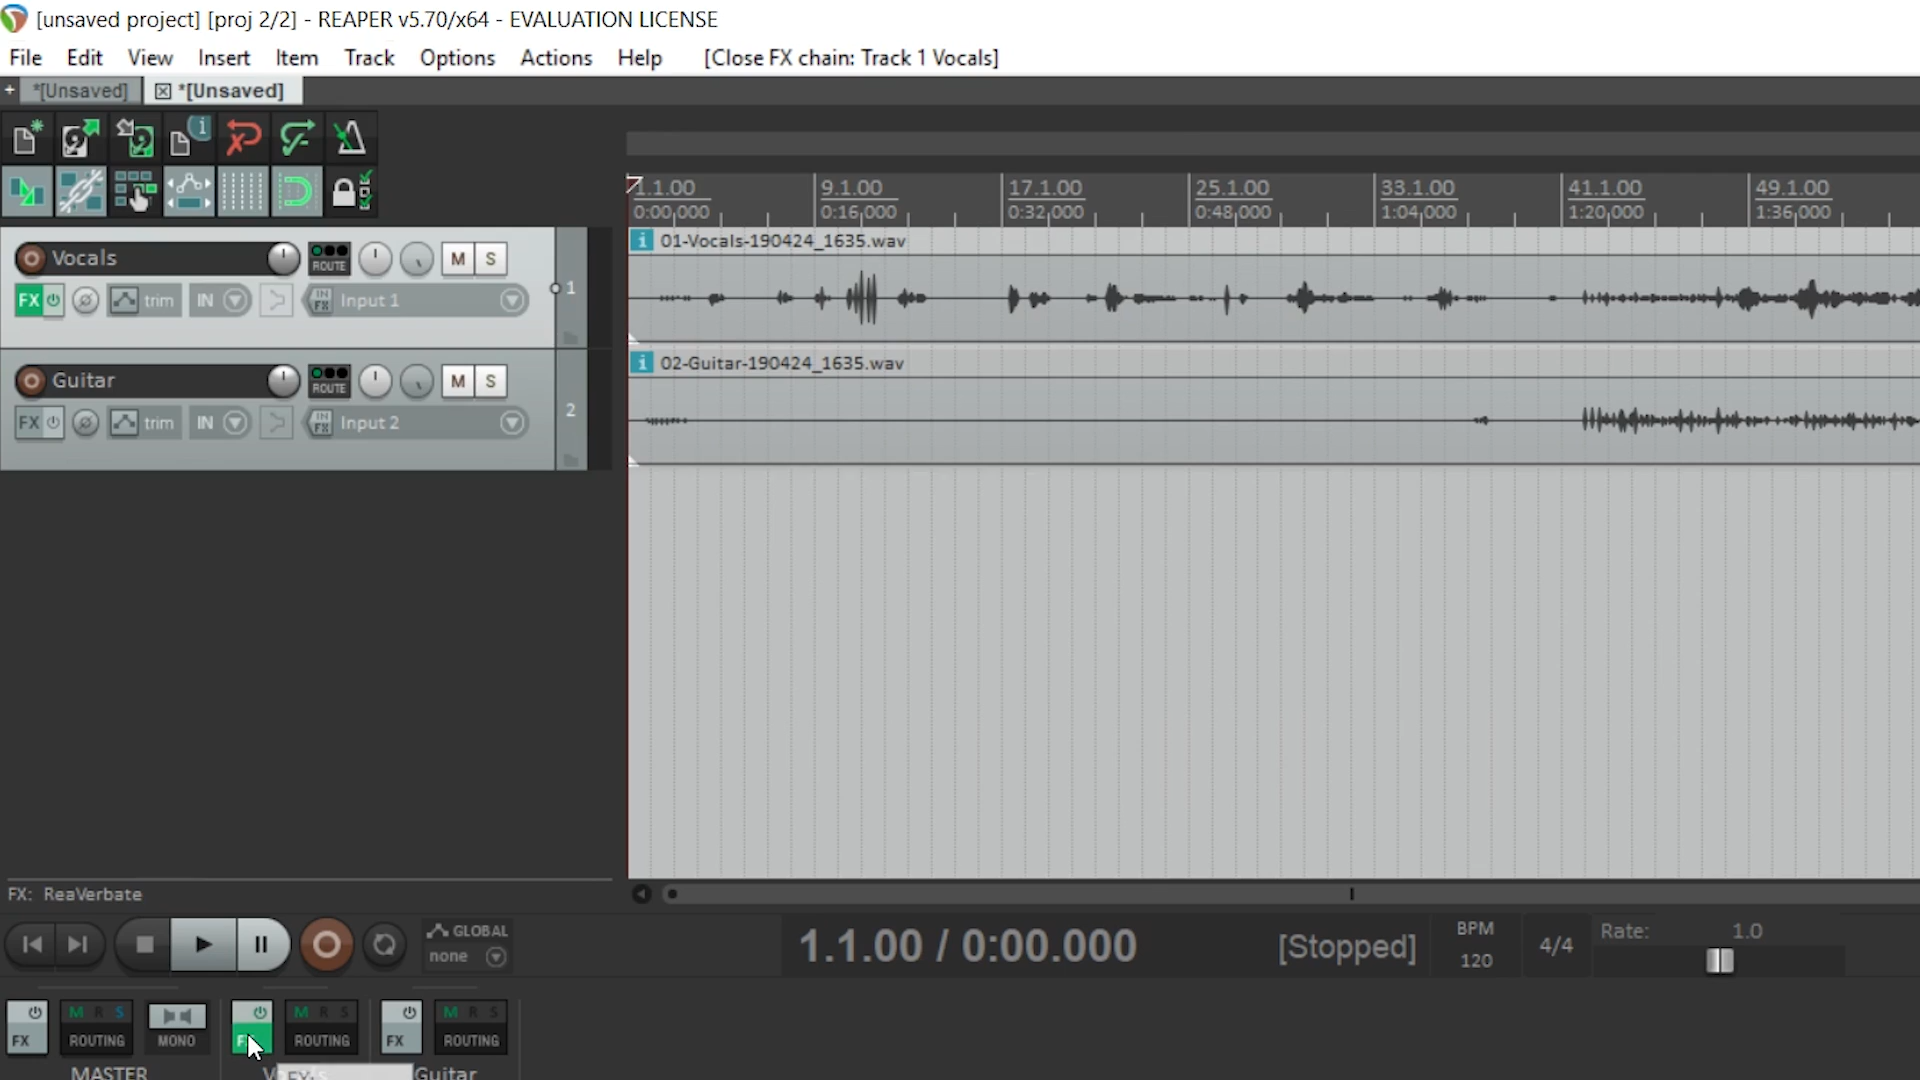 [unsaved project] [proj 2/2] - REAPER v5.70/x64 - EVALUATION LICENSE
File Edit View Insert Item Track Options Actions Help [Close FX chain: Track 1 Vocals]
+ *[Unsaved] *[Unsaved]
1.1.00 9.1.00 17.1.00 25.1.00 33.1.00 41.1.00 49.1.00
0:00,000 0:16,000 0:32,000 0:48,000 1:04,000 1:20,000 1:36,000
Vocals ROUTE M S
FX trim IN IN FX Input 1
1
i 01-Vocals-190424_1635.wav
Guitar ROUTE M S
FX trim IN IN FX Input 2
2
i 02-Guitar-190424_1635.wav
FX: ReaVerbate
GLOBAL
none
1.1.00 / 0:00.000 [Stopped]
BPM
120
4/4
Rate: 1.0
M R S M R S M R S
FX ROUTING MONO ROUTING FX ROUTING
MASTER Guitar